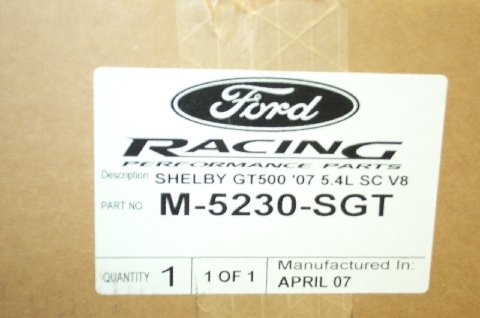 Ford
RACING
PERFORMANCE PARTS
Description SHELBY GT500 '07 5.4L SC V8
PART NO M-5230-SGT
QUANTITY 1 1 OF 1 Manufactured In:
APRIL 07